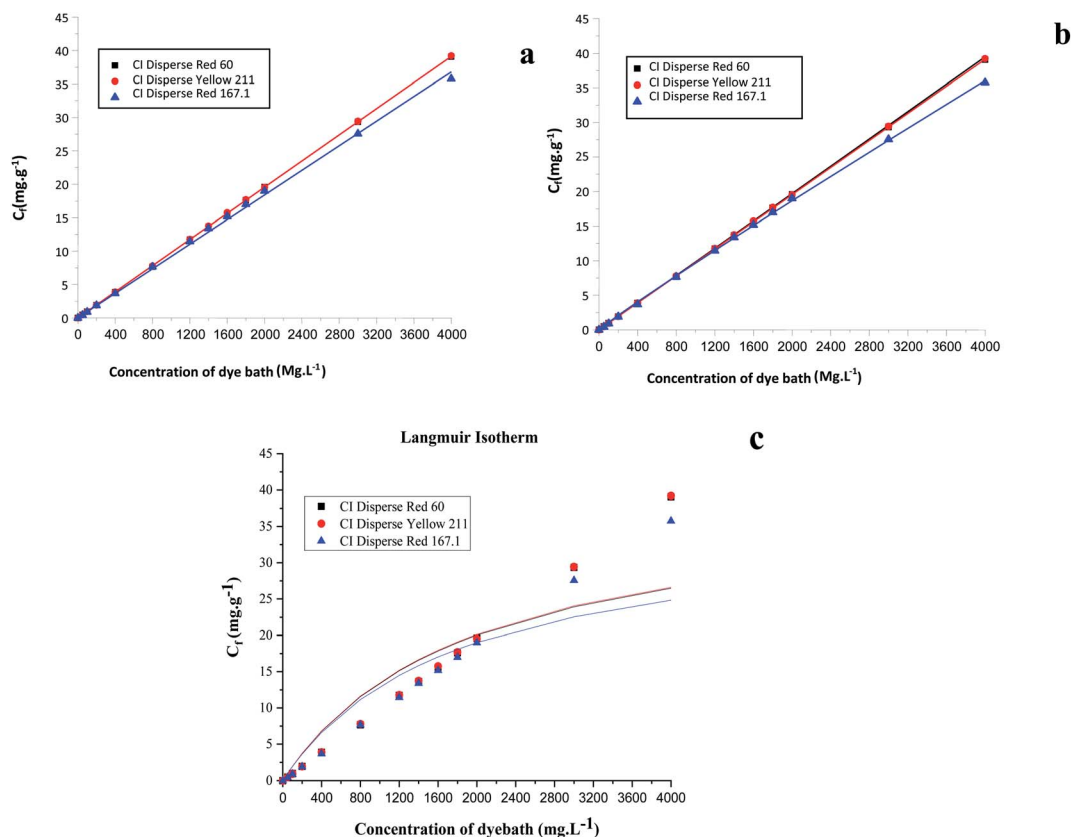 a
45
40
35
30
25
20
15
10
5
0
CI Disperse Red 60
CI Disperse Yellow 211
CI Disperse Red 167.1
Cf(mg.g-1)
0 400 800 1200 1600 2000 2400 2800 3200 3600 4000
Concentration of dye bath (Mg.L-1)
b
45
40
35
30
25
20
15
10
5
0
CI Disperse Red 60
CI Disperse Yellow 211
CI Disperse Red 167.1
Cf(mg.g-1)
0 400 800 1200 1600 2000 2400 2800 3200 3600 4000
Concentration of dye bath (Mg.L-1)
Langmuir Isotherm
c
45
40
35
30
25
20
15
10
5
0
CI Disperse Red 60
CI Disperse Yellow 211
CI Disperse Red 167.1
Cf (mg.g-1)
0 400 800 1200 1600 2000 2400 2800 3200 3600 4000
Concentration of dyebath (mg.L-1)